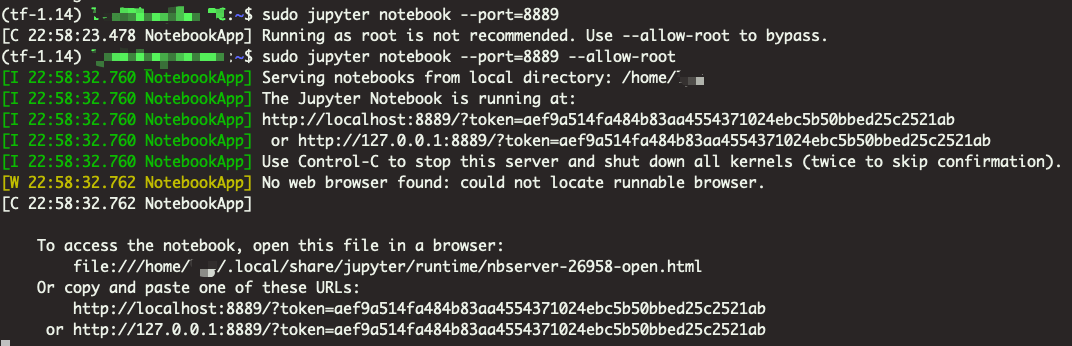 (tf-1.14) :~$ sudo jupyter notebook --port=8889
[C 22:58:23.478 NotebookApp] Running as root is not recommended. Use --allow-root to bypass.
(tf-1.14) :~$ sudo jupyter notebook --port=8889 --allow-root
[I 22:58:32.760 NotebookApp] Serving notebooks from local directory: /home/
[I 22:58:32.760 NotebookApp] The Jupyter Notebook is running at:
[I 22:58:32.760 NotebookApp] http://localhost:8889/?token=aef9a514fa484b83aa4554371024ebc5b50bbed25c2521ab
[I 22:58:32.760 NotebookApp]  or http://127.0.0.1:8889/?token=aef9a514fa484b83aa4554371024ebc5b50bbed25c2521ab
[I 22:58:32.760 NotebookApp] Use Control-C to stop this server and shut down all kernels (twice to skip confirmation).
[W 22:58:32.762 NotebookApp] No web browser found: could not locate runnable browser.
[C 22:58:32.762 NotebookApp]
To access the notebook, open this file in a browser:
file:///home/ /.local/share/jupyter/runtime/nbserver-26958-open.html
Or copy and paste one of these URLs:
http://localhost:8889/?token=aef9a514fa484b83aa4554371024ebc5b50bbed25c2521ab
or http://127.0.0.1:8889/?token=aef9a514fa484b83aa4554371024ebc5b50bbed25c2521ab